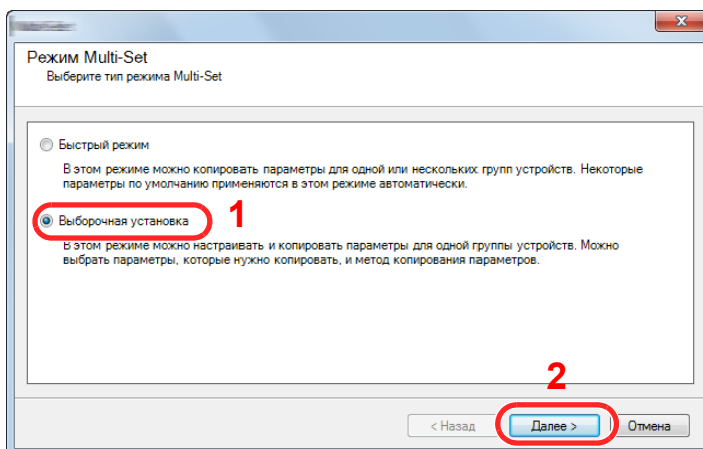 Режим Multi-Set
Выберите тип режима Multi-Set
Быстрый режим
В этом режиме можно копировать параметры для одной или нескольких групп устройств. Некоторые
параметры по умолчанию применяются в этом режиме автоматически.
Выборочная установка 1
В этом режиме можно настраивать и копировать параметры для одной группы устройств. Можно
выбрать параметры, которые нужно копировать, и метод копирования параметров.
2
< Назад Далее > Отмена